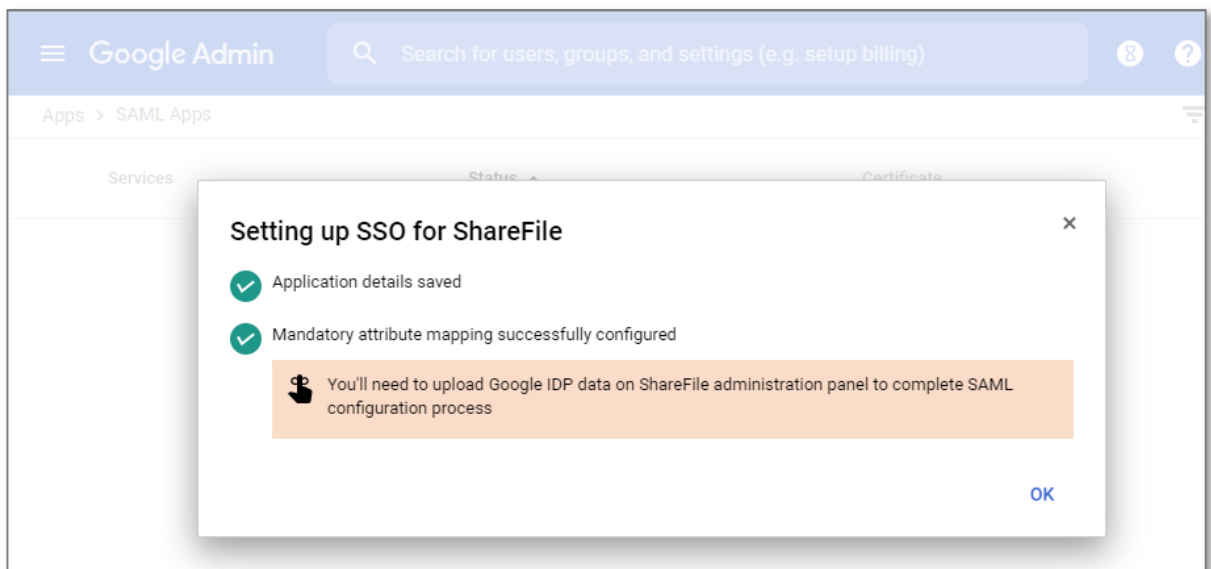 Google Admin
Search for users, groups, and settings (e.g. setup billing)
8
?
Apps > SAML Apps
Services
Status
Certificate
Setting up SSO for ShareFile
×
Application details saved
Mandatory attribute mapping successfully configured
You'll need to upload Google IDP data on ShareFile administration panel to complete SAML
configuration process
OK